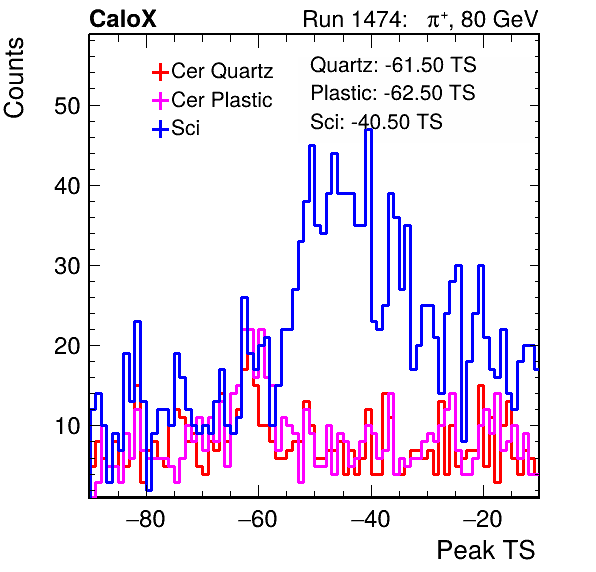 CaloX Run 1474: π⁺, 80 GeV
Counts
Cer Quartz
Cer Plastic
Sci
Quartz: -61.50 TS
Plastic: -62.50 TS
Sci: -40.50 TS
50
40
30
20
10
−80 −60 −40 −20
Peak TS